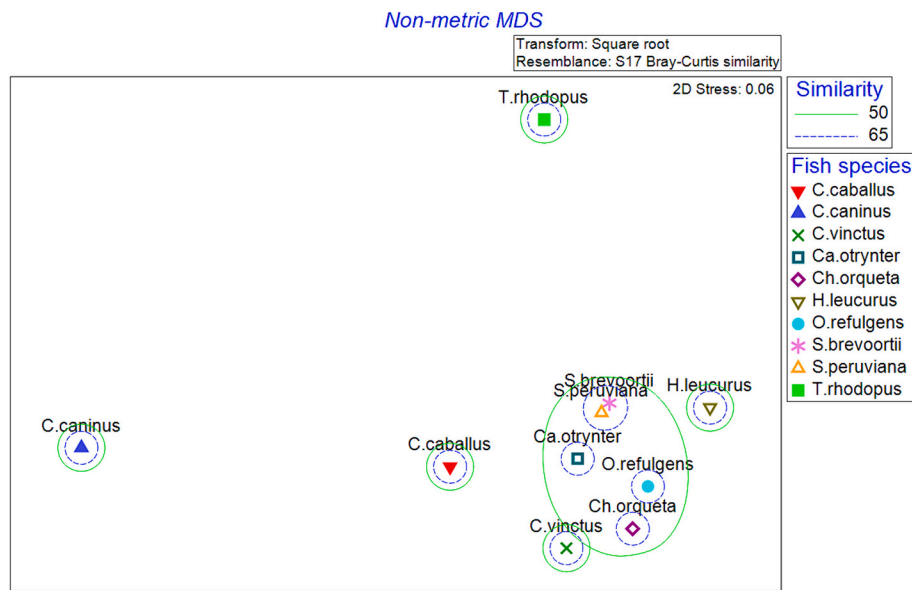 Non-metric MDS
Transform: Square root
Resemblance: S17 Bray-Curtis similarity
2D Stress: 0.06
Similarity
50
65
Fish species
C.caballus
C.caninus
C.vinctus
Ca.otrynter
Ch.orqueta
H.leucurus
O.refulgens
S.brevoortii
S.peruviana
T.rhodopus
T.rhodopus
S.brevoortii
S.peruviana
H.leucurus
C.caninus
C.caballus
Ca.otrynter
O.refulgens
Ch.orqueta
C.vinctus